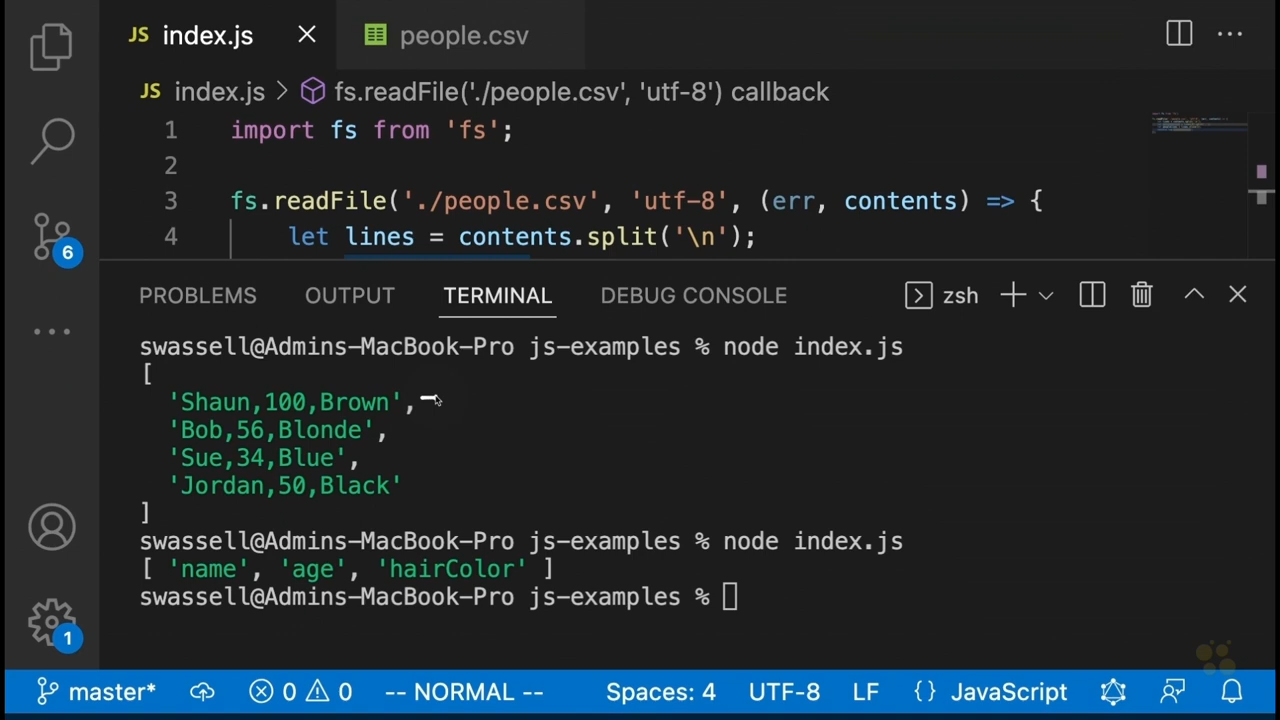 JS index.js people.csv
JS index.js > fs.readFile('./people.csv', 'utf-8') callback
1 import fs from 'fs';
2
3 fs.readFile('./people.csv', 'utf-8', (err, contents) => {
4 let lines = contents.split('\n');
PROBLEMS OUTPUT TERMINAL DEBUG CONSOLE zsh
6
swassell@Admins-MacBook-Pro js-examples % node index.js
[
'Shaun,100,Brown',
'Bob,56,Blonde',
'Sue,34,Blue',
'Jordan,50,Black'
]
swassell@Admins-MacBook-Pro js-examples % node index.js
[ 'name', 'age', 'hairColor' ]
swassell@Admins-MacBook-Pro js-examples %
1
master* 0 0 -- NORMAL -- Spaces: 4 UTF-8 LF {} JavaScript